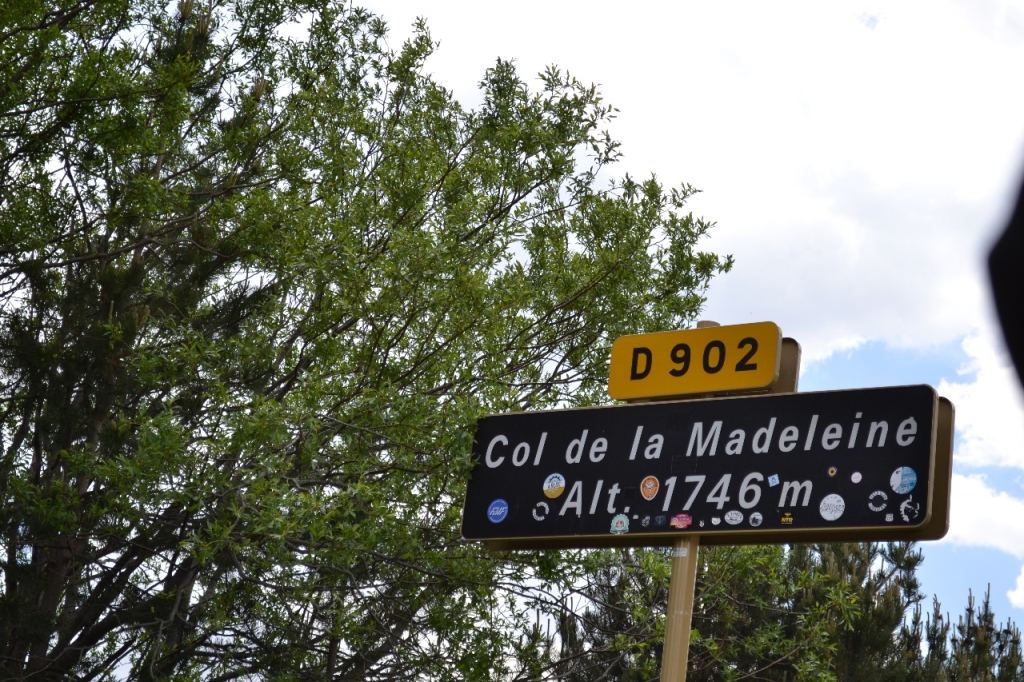 D 902
Col de la Madeleine
Alt. 1746 m